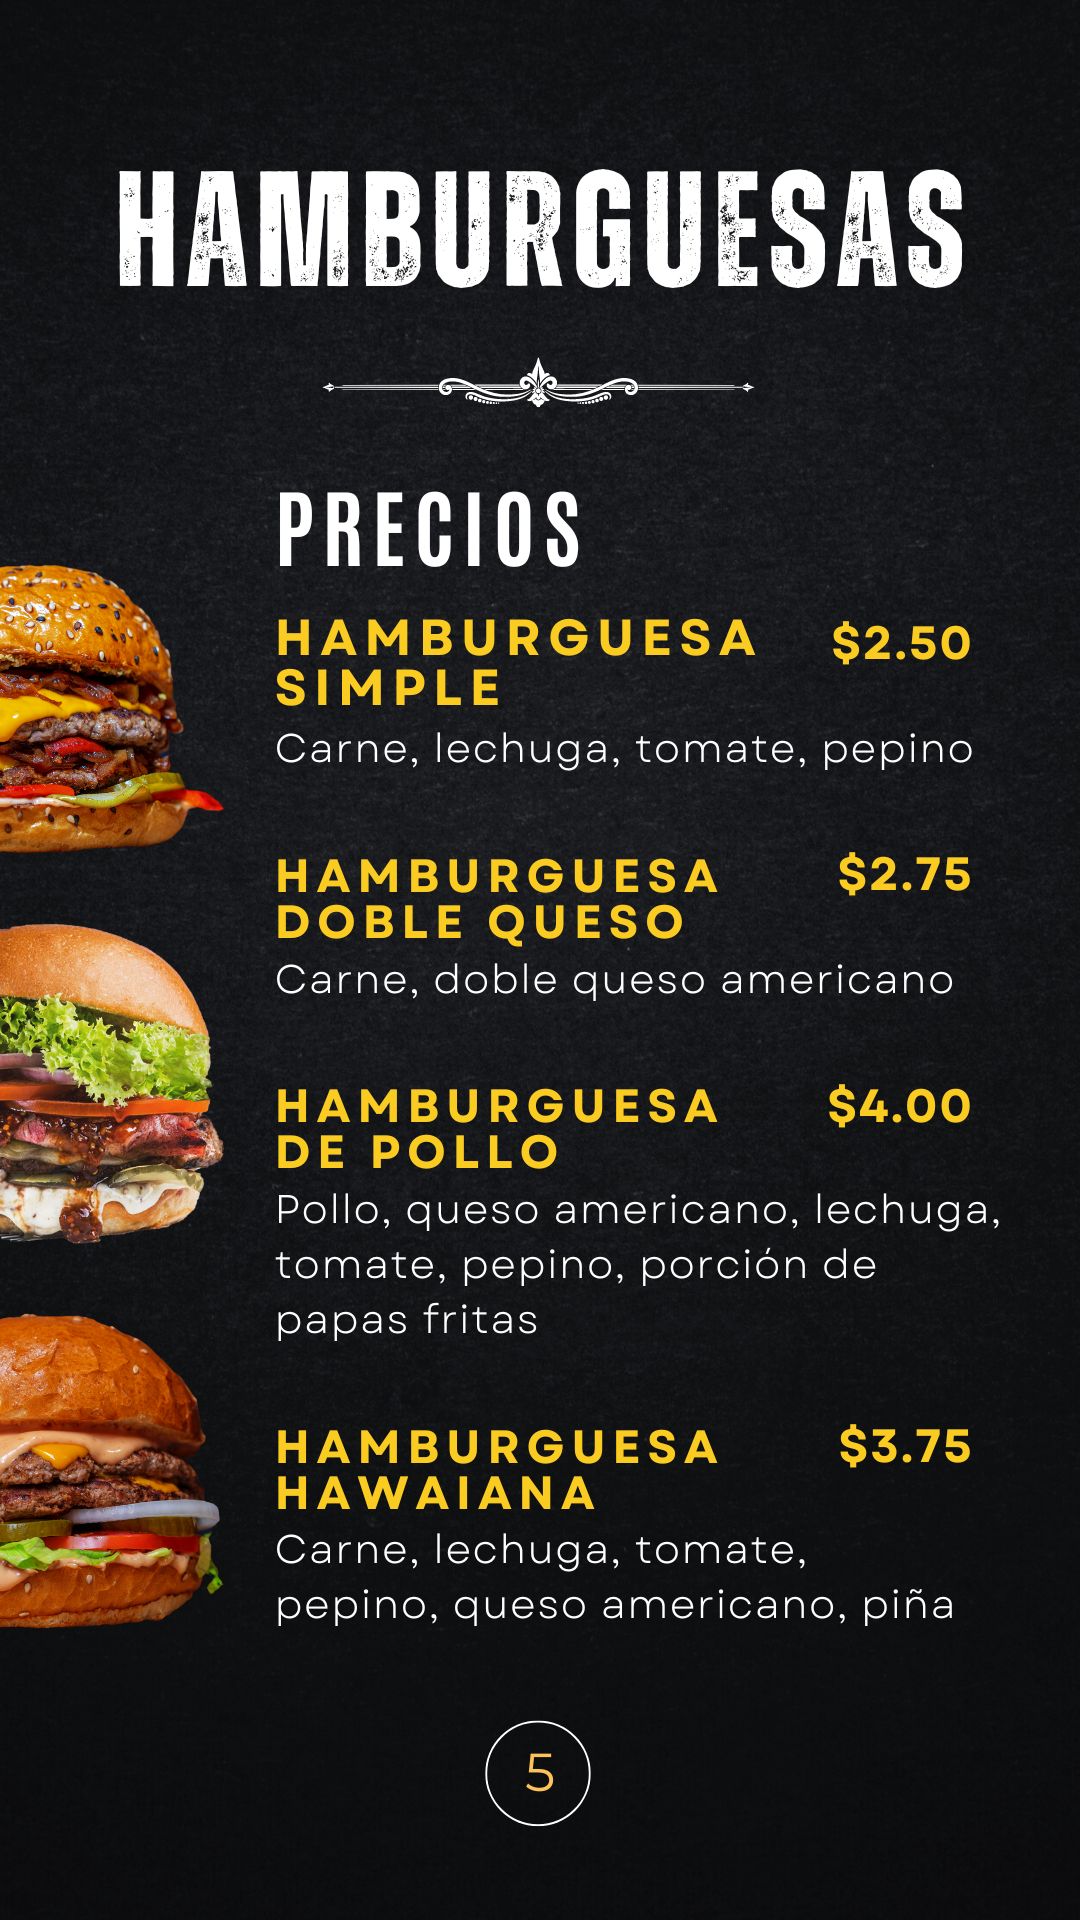 HAMBURGUESAS
PRECIOS
HAMBURGUESA $2.50
SIMPLE
Carne, lechuga, tomate, pepino
HAMBURGUESA $2.75
DOBLE QUESO
Carne, doble queso americano
HAMBURGUESA $4.00
DE POLLO
Pollo, queso americano, lechuga,
tomate, pepino, porción de
papas fritas
HAMBURGUESA $3.75
HAWAIANA
Carne, lechuga, tomate,
pepino, queso americano, piña
5